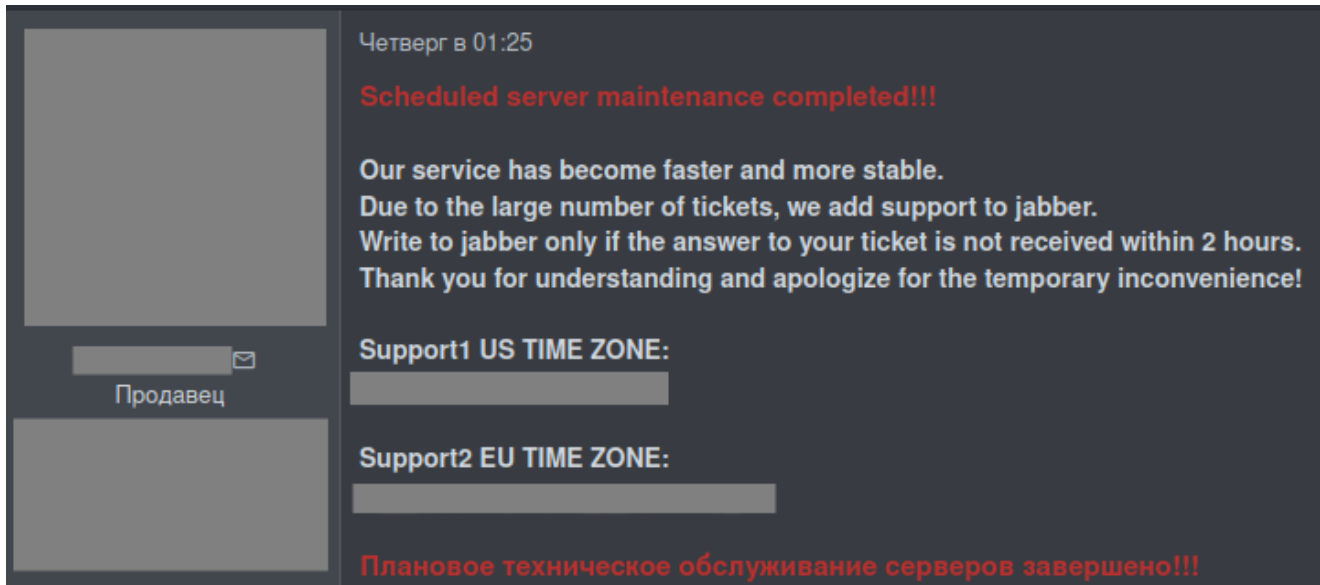 Четверг в 01:25
Scheduled server maintenance completed!!!
Our service has become faster and more stable.
Due to the large number of tickets, we add support to jabber.
Write to jabber only if the answer to your ticket is not received within 2 hours.
Thank you for understanding and apologize for the temporary inconvenience!
Support1 US TIME ZONE:
Продавец
Support2 EU TIME ZONE:
Плановое техническое обслуживание серверов завершено!!!